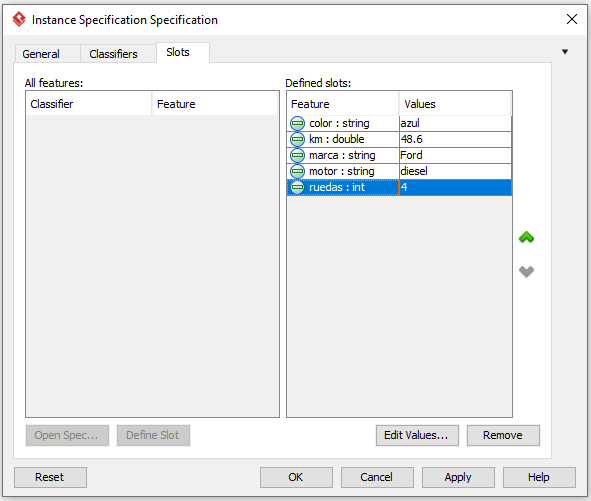 Instance Specification Specification
General Classifiers Slots
All features: Defined slots:
Classifier Feature Feature Values
color : string azul
km : double 48.6
marca : string Ford
motor : string diesel
ruedas : int 4
Open Spec... Define Slot Edit Values... Remove
Reset OK Cancel Apply Help